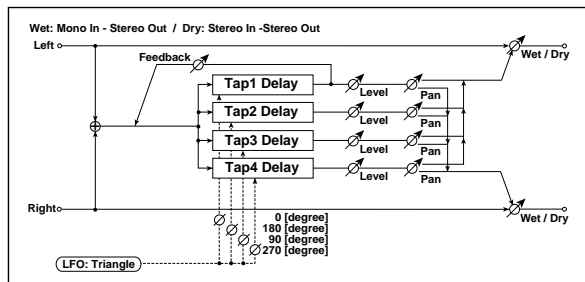 Wet: Mono In - Stereo Out / Dry: Stereo In -Stereo Out
Left
Feedback
Wet / Dry
Tap1 Delay
Level
Pan
Tap2 Delay
Level
Pan
Tap3 Delay
Level
Pan
Tap4 Delay
Level
Pan
Right
Wet / Dry
0 [degree]
180 [degree]
90 [degree]
270 [degree]
LFO: Triangle